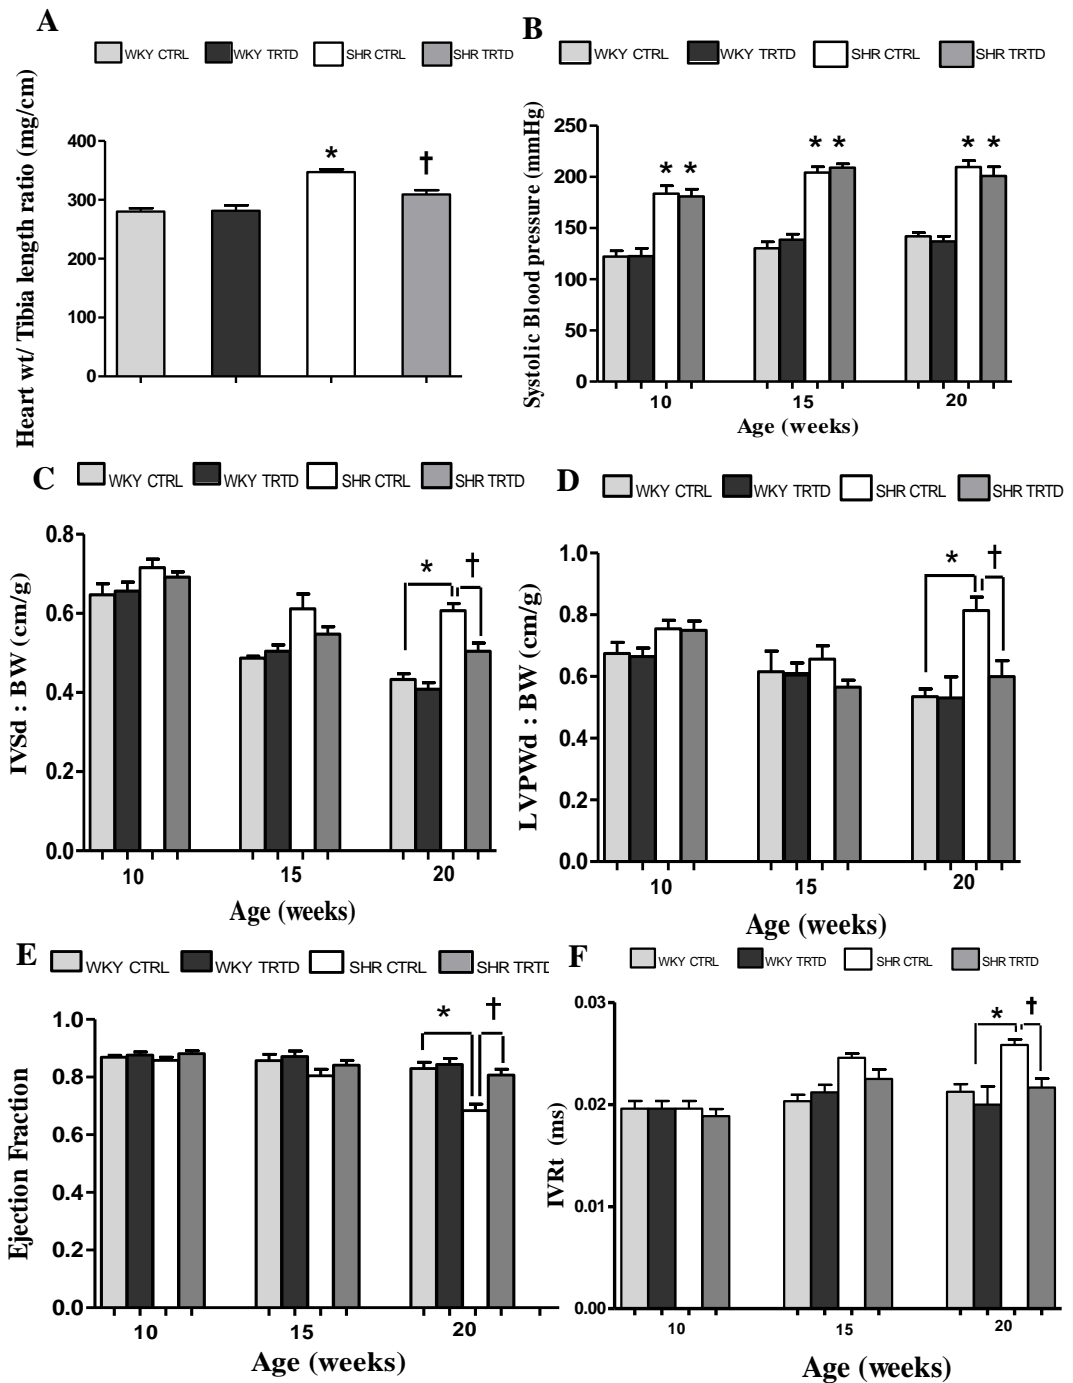 A
WKY CTRL WKY TRTD SHR CTRL SHR TRTD
Heart wt/ Tibia length ratio (mg/cm)
400
300
200
100
0
*
†
B
WKY CTRL WKY TRTD SHR CTRL SHR TRTD
Systolic Blood pressure (mmHg)
250
200
150
100
50
0
* * * * * *
10 15 20
Age (weeks)
C
WKY CTRL WKY TRTD SHR CTRL SHR TRTD
IVSd : BW (cm/g)
0.8
0.6
0.4
0.2
0.0
* †
10 15 20
Age (weeks)
D
WKY CTRL WKY TRTD SHR CTRL SHR TRTD
LVPWd : BW (cm/g)
1.0
0.8
0.6
0.4
0.2
0.0
* †
10 15 20
Age (weeks)
E
WKY CTRL WKY TRTD SHR CTRL SHR TRTD
Ejection Fraction
1.0
0.8
0.6
0.4
0.2
0.0
* †
10 15 20
Age (weeks)
F
WKY CTRL WKY TRTD SHR CTRL SHR TRTD
IVRt (ms)
0.03
0.02
0.01
0.00
* †
10 15 20
Age (weeks)